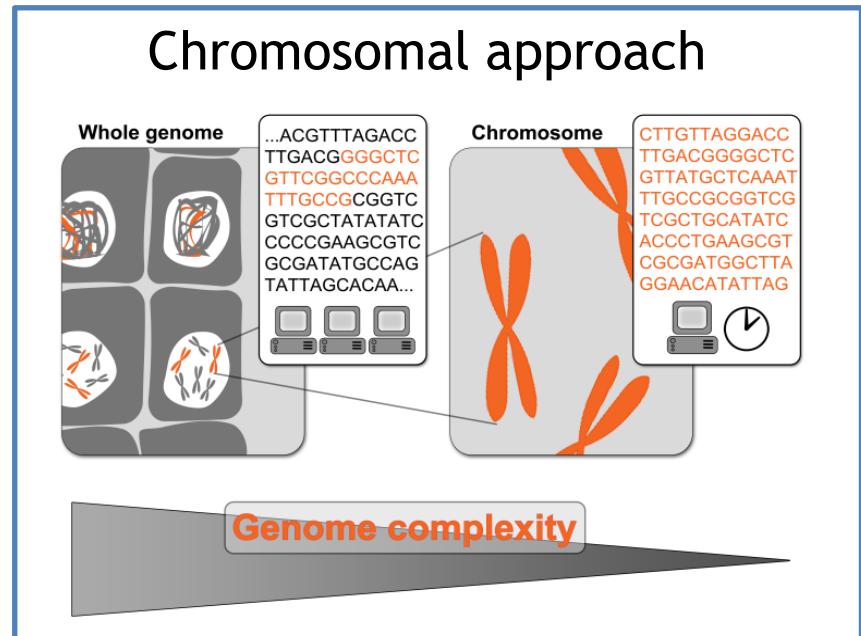 Chromosomal approach
Whole genome
...ACGTTTAGACC
TTGACGGGGCTC
GTTCGGCCCAAA
TTTGCCGCGGTC
GTCGCTATATATC
CCCCGAAGCGTC
GCGATATGCCAG
TATTAGCACAA...
Chromosome
CTTGTTAGGACC
TTGACGGGGCTC
GTTATGCTCAAAT
TTGCCGCGGTCG
TCGCTGCATATC
ACCCTGAAGCGT
CGCGATGGCTTA
GGAACATATTAG
Genome complexity